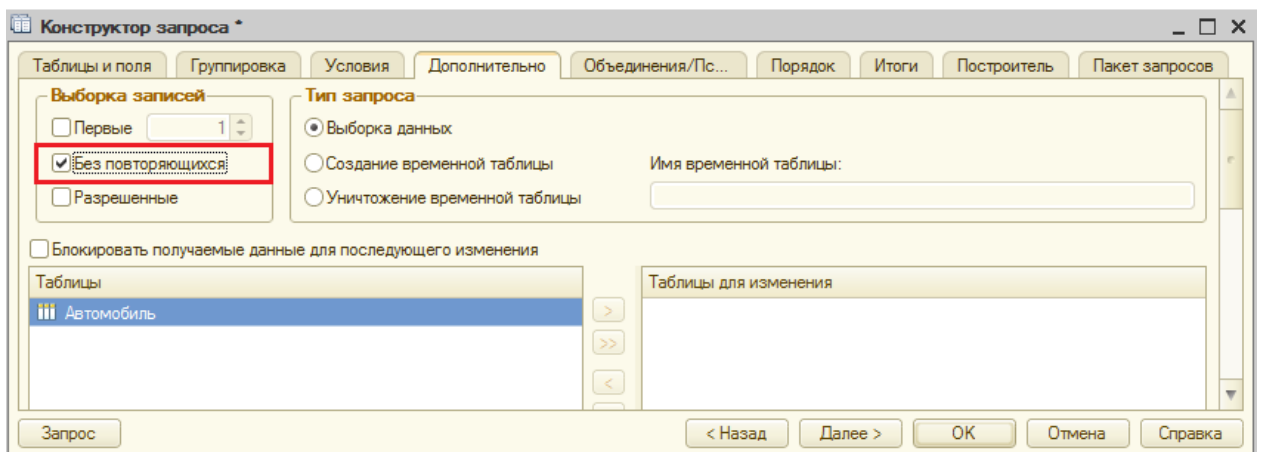 Конструктор запроса *
Таблицы и поля Группировка Условия Дополнительно Объединения/Пс... Порядок Итоги Построитель Пакет запросов
Выборка записей Тип запроса
Первые 1 Выборка данных
Без повторяющихся Создание временной таблицы Имя временной таблицы:
Разрешенные Уничтожение временной таблицы
Блокировать получаемые данные для последующего изменения
Таблицы Таблицы для изменения
Автомобиль
>
>>
<
Запрос < Назад Далее > OK Отмена Справка